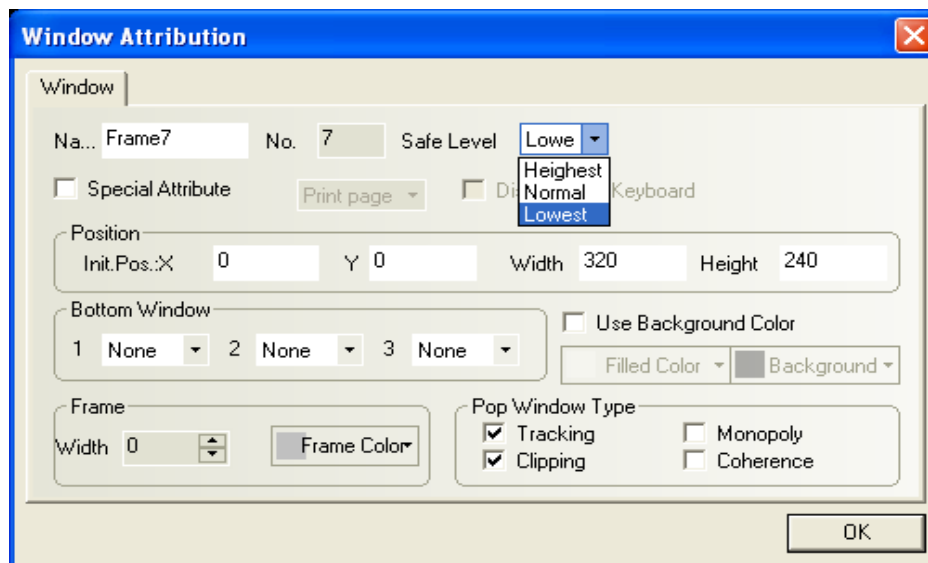 Window Attribution
Window
Na... Frame7 No. 7 Safe Level Lowe
Heighest
Normal
Lowest
Special Attribute Print page Di Keyboard
Position
Init.Pos.:X 0 Y 0 Width 320 Height 240
Bottom Window
1 None 2 None 3 None
Use Background Color
Filled Color Background
Frame
Width 0 Frame Color
Pop Window Type
Tracking Monopoly
Clipping Coherence
OK